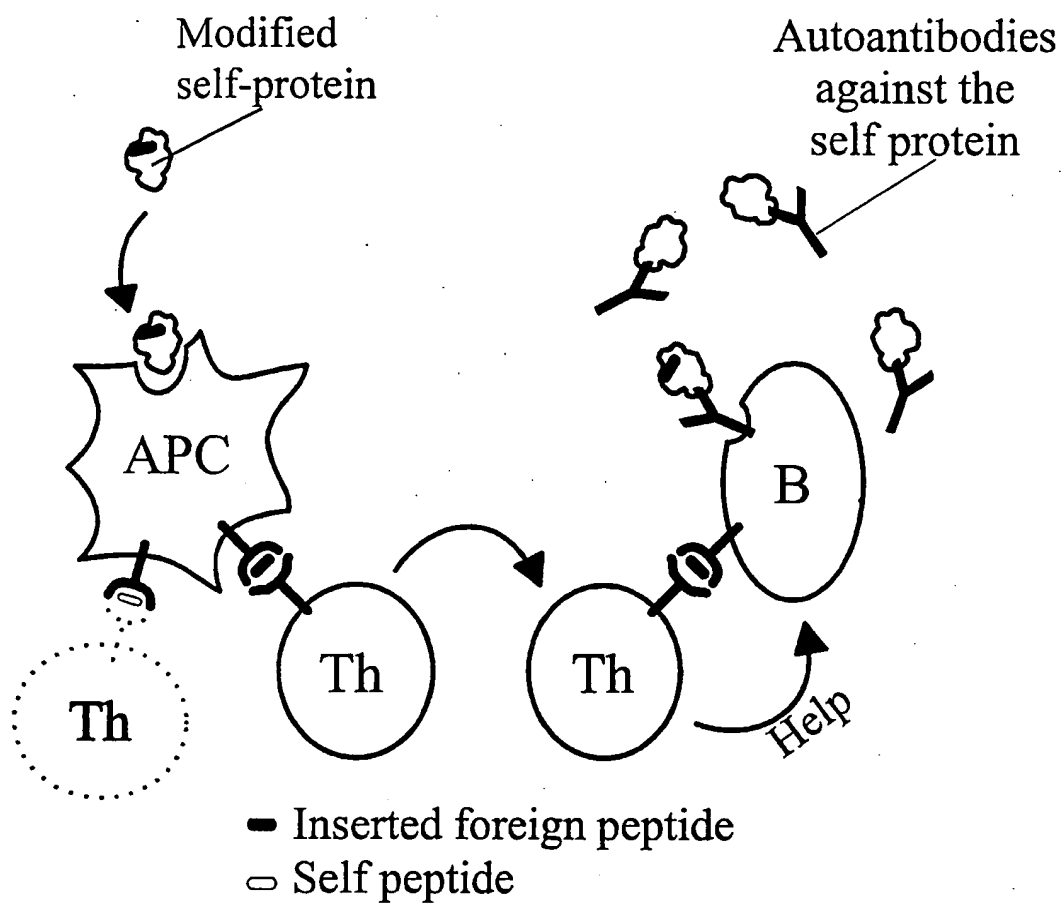 Modified
self-protein
Autoantibodies
against the
self protein
APC
B
Th
Th
Th
Help
Inserted foreign peptide
Self peptide